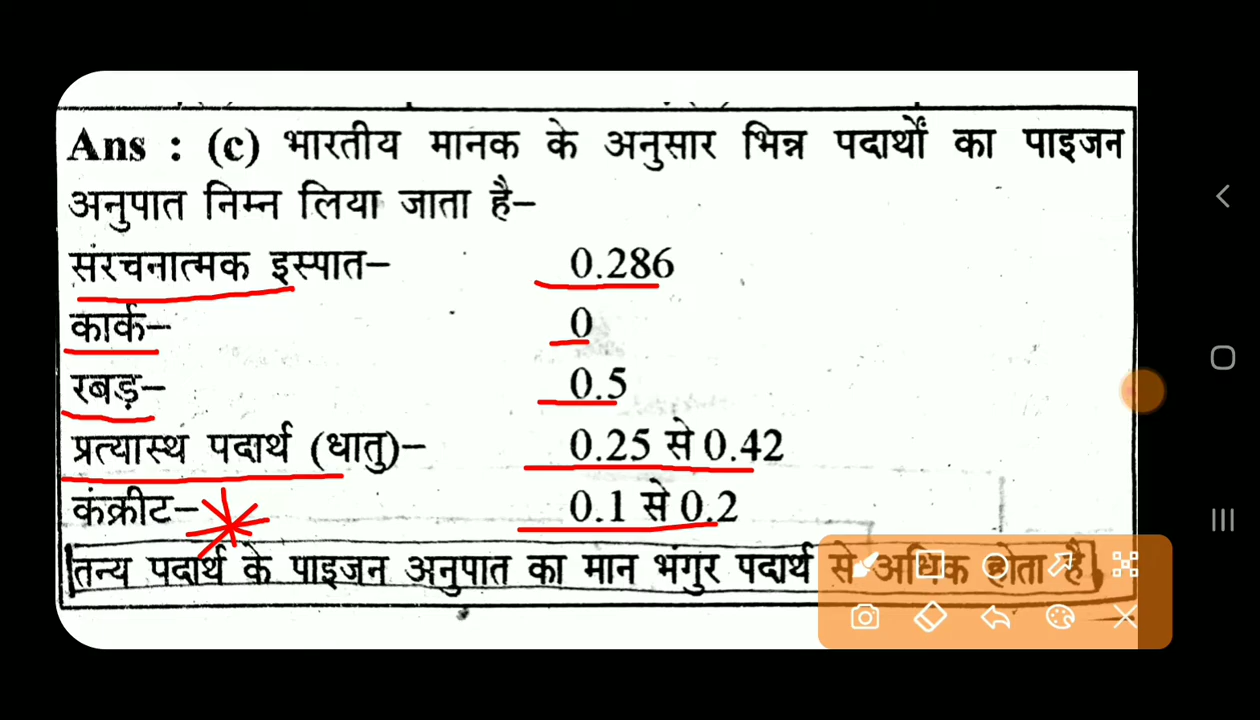 Ans : (c) भारतीय मानक के अनुसार भिन्न पदार्थों का पाइजन
अनुपात निम्न लिया जाता है–
संरचनात्मक इस्पात– 0.286
कार्क– 0
रबड़– 0.5
प्रत्यास्थ पदार्थ (धातु)– 0.25 से 0.42
कंक्रीट– 0.1 से 0.2
तन्य पदार्थ के पाइजन अनुपात का मान भंगुर पदार्थ से अधिक होता है।